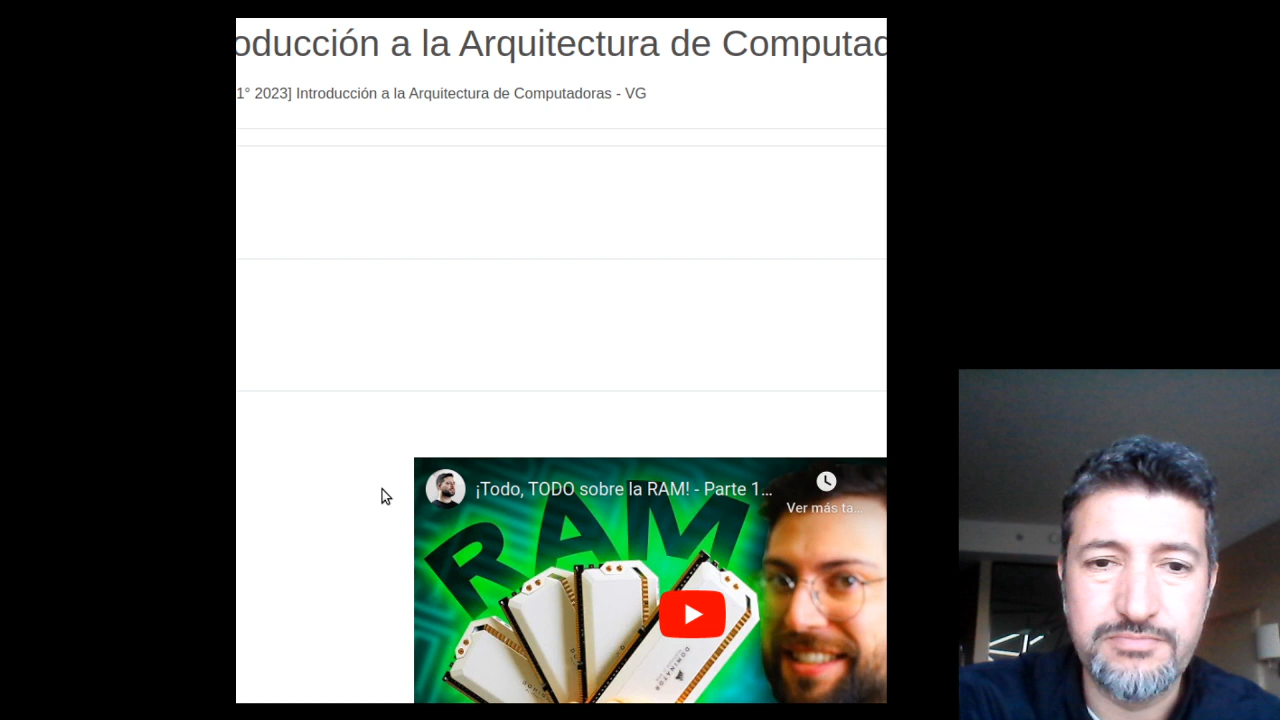 oducción a la Arquitectura de Computad
1° 2023] Introducción a la Arquitectura de Computadoras - VG
¡Todo, TODO sobre la RAM! - Parte 1...
Ver más ta...
RAM
DOMINATOR